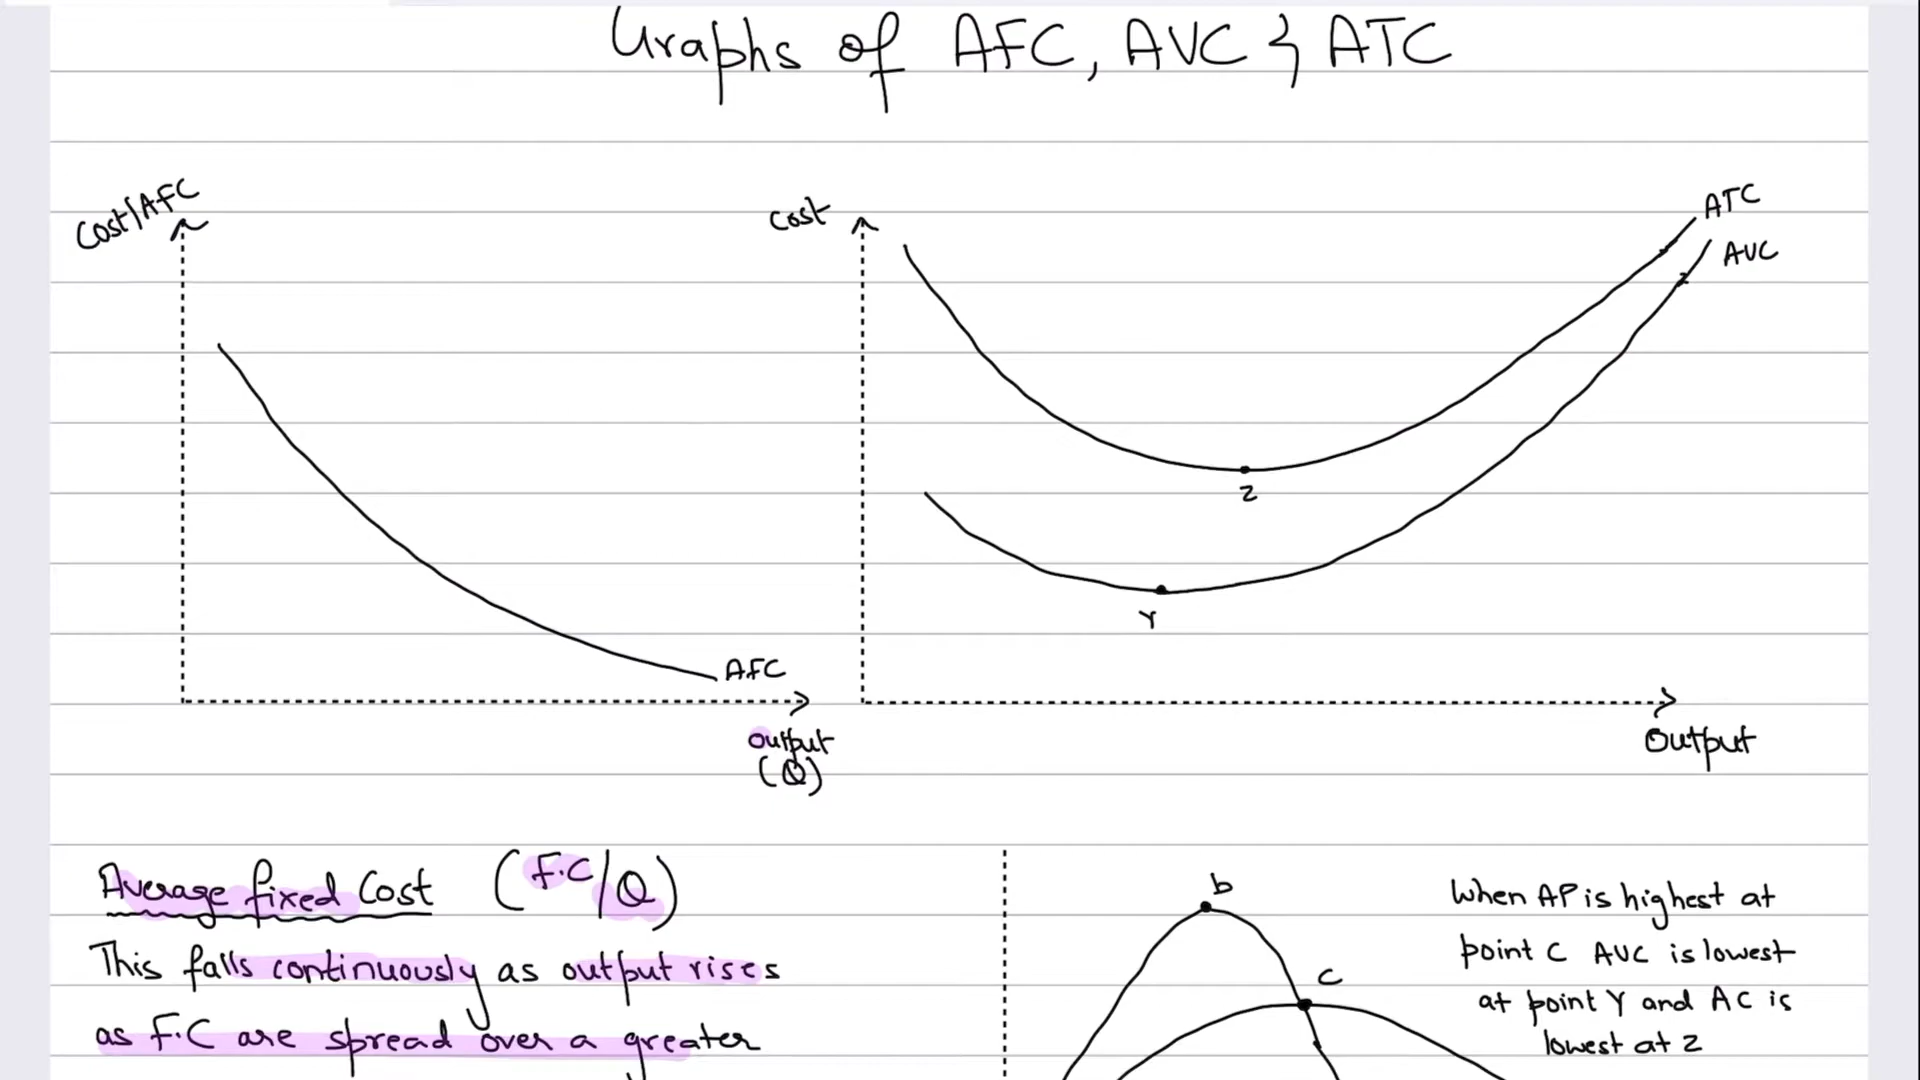 Graphs of AFC, AVC & ATC
Cost/AFC
AFC
Output
(Q)
Cost
ATC
AVC
Z
Y
Output
Average fixed Cost (F.C/Q)
This falls continuously as output rises
as F.C are spread over a greater
b
C
When AP is highest at
point C AVC is lowest
at point Y and AC is
lowest at Z